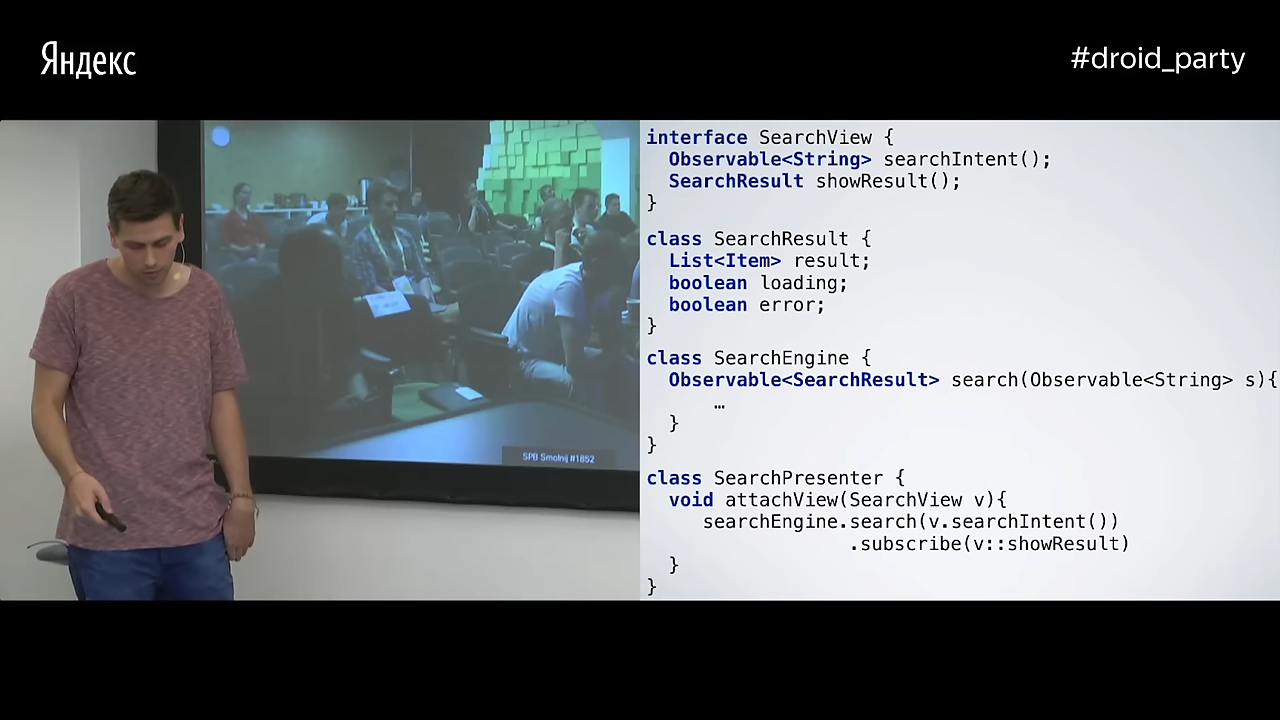 Яндекс
#droid_party
SPB Smolnij #1852
interface SearchView {
  Observable<String> searchIntent();
  SearchResult showResult();
}
class SearchResult {
  List<Item> result;
  boolean loading;
  boolean error;
}
class SearchEngine {
  Observable<SearchResult> search(Observable<String> s){
      …
  }
}
class SearchPresenter {
  void attachView(SearchView v){
     searchEngine.search(v.searchIntent())
                  .subscribe(v::showResult)
  }
}